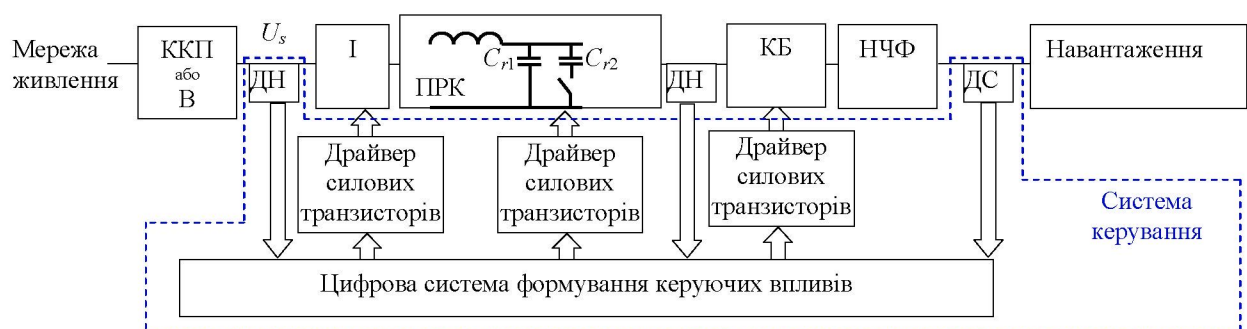 Мережа
живлення
ККП
або
В
U_s
ДН
І
ПРК
C_r1
C_r2
ДН
КБ
НЧФ
ДС
Навантаження
Драйвер
силових
транзисторів
Драйвер
силових
транзисторів
Драйвер
силових
транзисторів
Система
керування
Цифрова система формування керуючих впливів